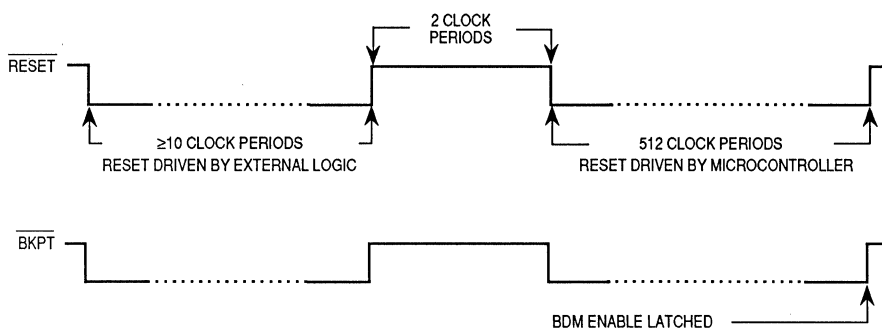 2 CLOCK
PERIODS
RESET
≥10 CLOCK PERIODS
RESET DRIVEN BY EXTERNAL LOGIC
512 CLOCK PERIODS
RESET DRIVEN BY MICROCONTROLLER
BKPT
BDM ENABLE LATCHED